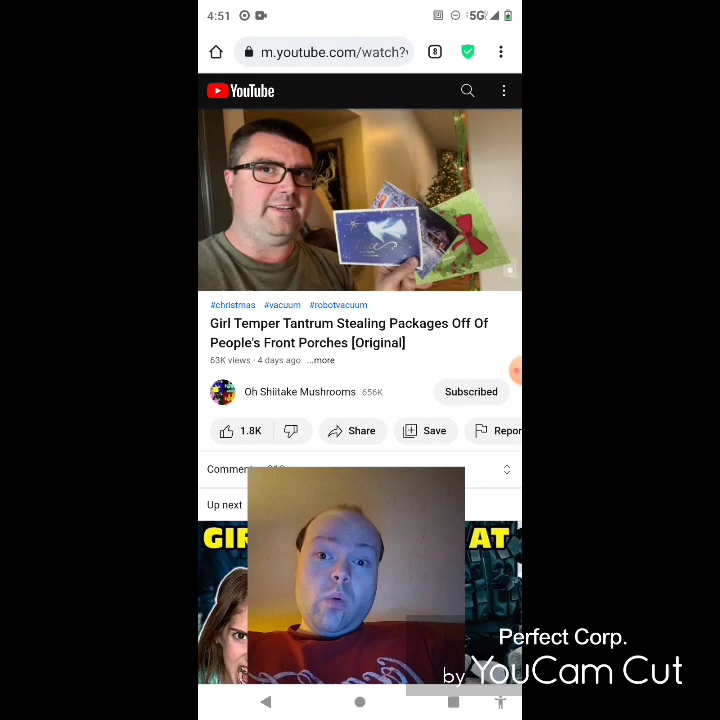 4:51
5G
m.youtube.com/watch?v
8
YouTube
Peace
#christmas #vacuum #robotvacuum
Girl Temper Tantrum Stealing Packages Off Of
People's Front Porches [Original]
63K views · 4 days ago ...more
Oh Shiitake Mushrooms 656K
Subscribed
1.8K
Share
Save
Repor
Commen
Up next
GIR
AT
Perfect Corp.
by YouCam Cut